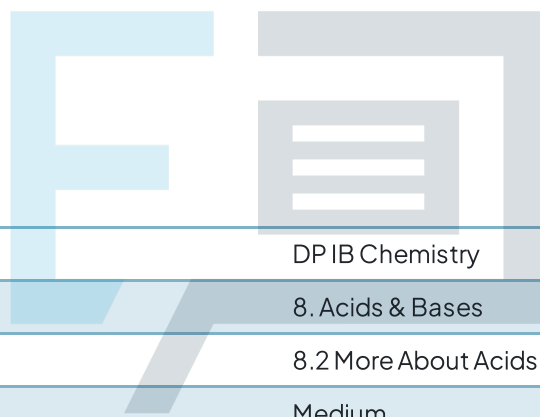 DP IB Chemistry
8. Acids & Bases
8.2 More About Acids
Medium